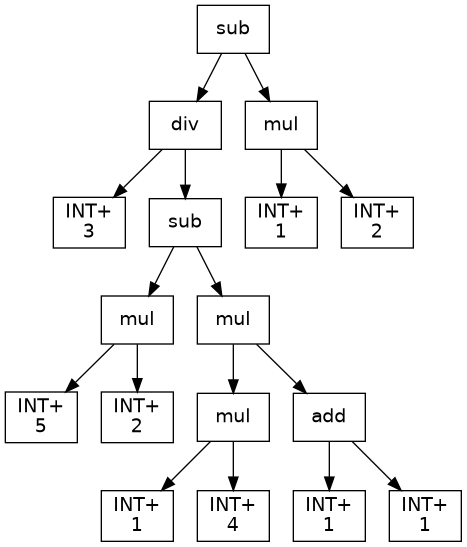 sub
div
mul
INT+
3
sub
INT+
1
INT+
2
mul
mul
INT+
5
INT+
2
mul
add
INT+
1
INT+
4
INT+
1
INT+
1